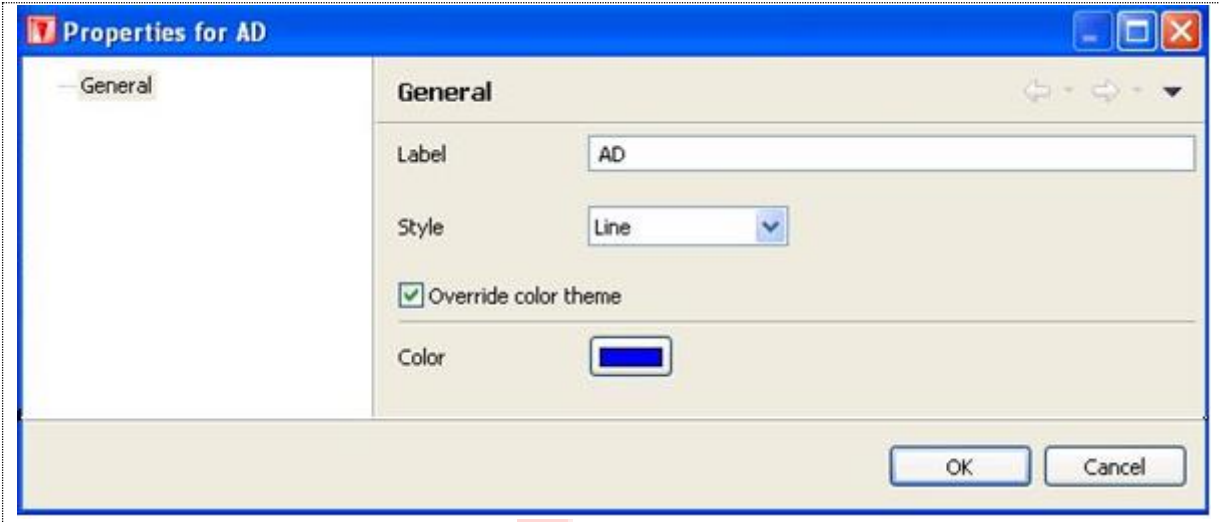 Properties for AD
General
General
Label
AD
Style
Line
Override color theme
Color
OK
Cancel